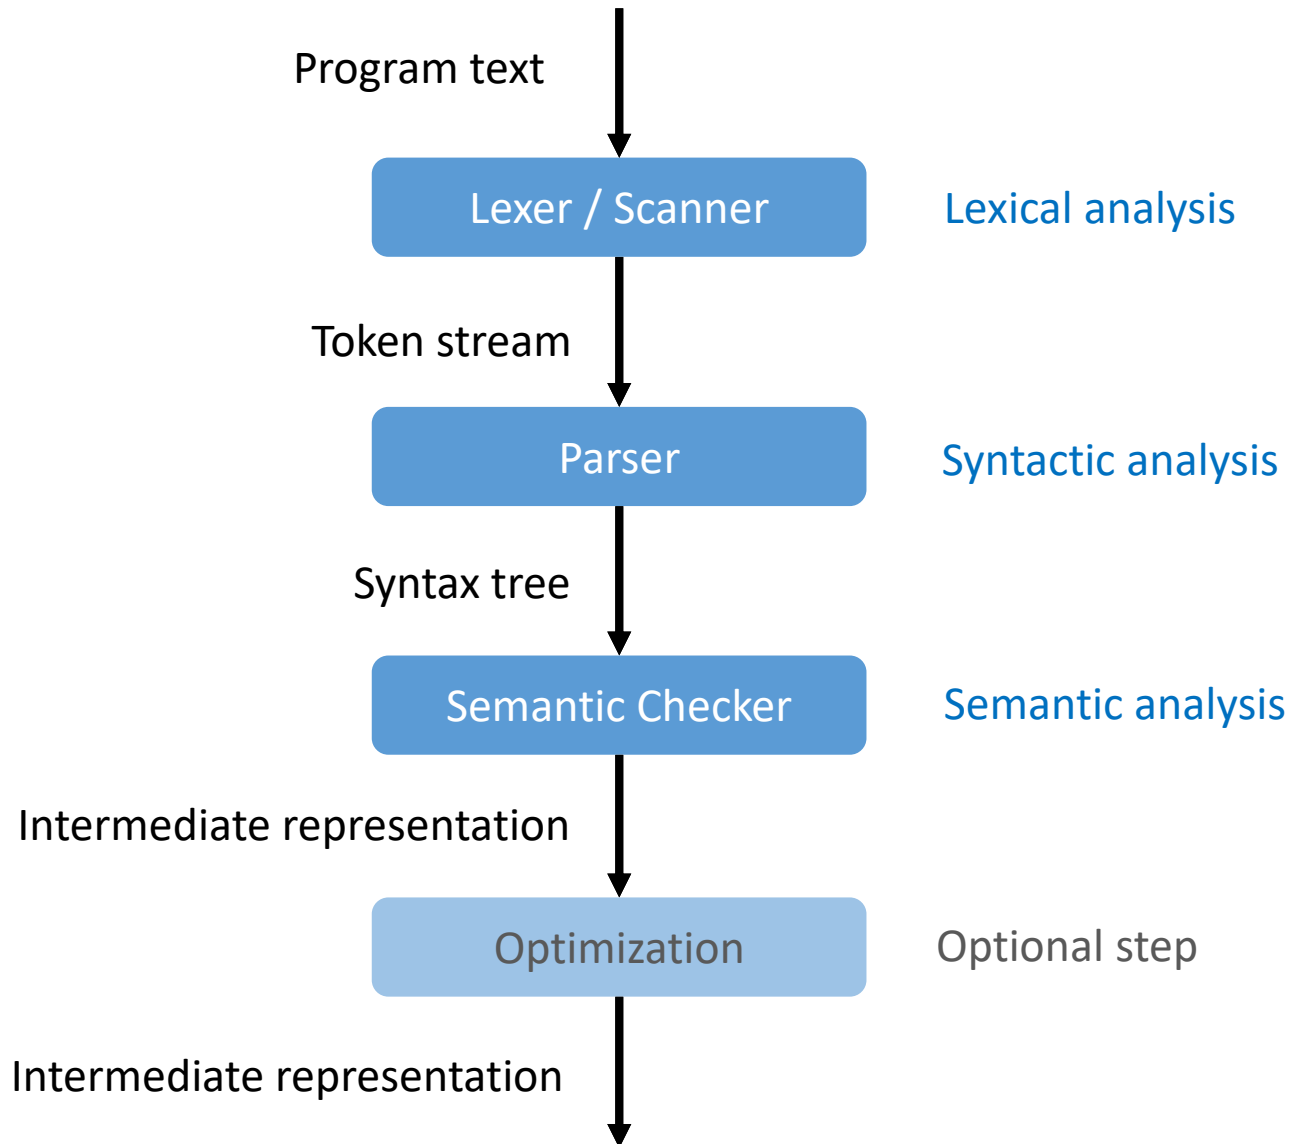 Program text
Lexer / Scanner
Lexical analysis
Token stream
Parser
Syntactic analysis
Syntax tree
Semantic Checker
Semantic analysis
Intermediate representation
Optimization
Optional step
Intermediate representation